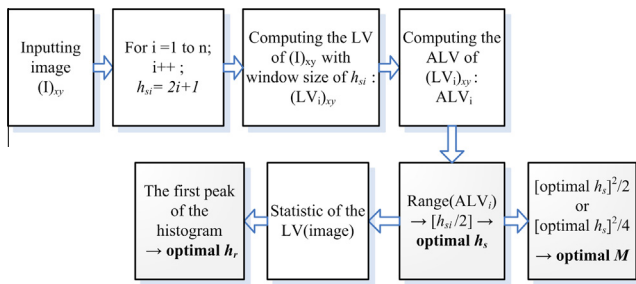 Inputting
image
(I)xy
For i =1 to n;
i++ ;
hsi= 2i+1
Computing the LV
of (I)xy with
window size of hsi :
(LVi)xy
Computing the
ALV of
(LVi)xy :
ALVi
The first peak
of the
histogram
→ optimal hr
Statistic of the
LV(image)
Range(ALVi)
→ [hsi/2] →
optimal hs
[optimal hs]²/2
or
[optimal hs]²/4
→ optimal M